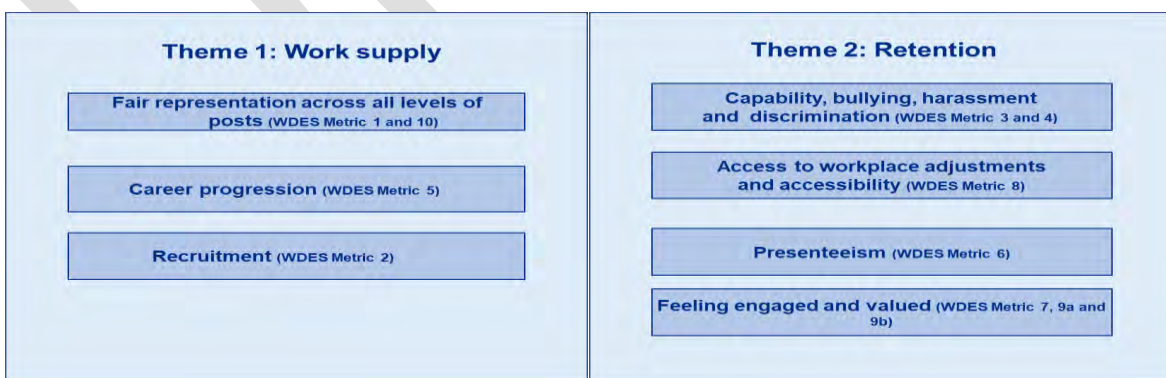 Theme 1: Work supply
Fair representation across all levels of
posts (WDES Metric 1 and 10)
Career progression (WDES Metric 5)
Recruitment (WDES Metric 2)
Theme 2: Retention
Capability, bullying, harassment
and discrimination (WDES Metric 3 and 4)
Access to workplace adjustments
and accessibility (WDES Metric 8)
Presenteeism (WDES Metric 6)
Feeling engaged and valued (WDES Metric 7, 9a and
9b)